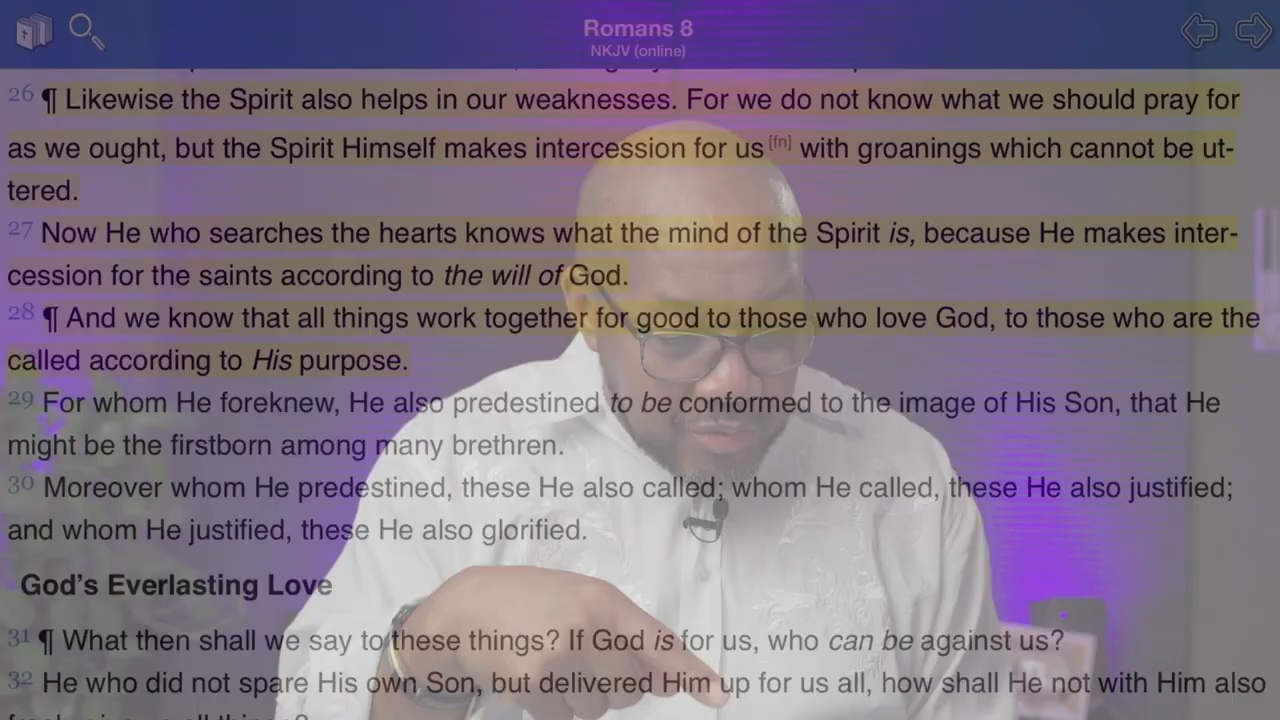 Romans 8
NKJV (online)
26 ¶ Likewise the Spirit also helps in our weaknesses. For we do not know what we should pray for
as we ought, but the Spirit Himself makes intercession for us [fn] with groanings which cannot be ut-
tered.
27 Now He who searches the hearts knows what the mind of the Spirit is, because He makes inter-
cession for the saints according to the will of God.
28 ¶ And we know that all things work together for good to those who love God, to those who are the
called according to His purpose.
29 For whom He foreknew, He also predestined to be conformed to the image of His Son, that He
might be the firstborn among many brethren.
30 Moreover whom He predestined, these He also called; whom He called, these He also justified;
and whom He justified, these He also glorified.
God’s Everlasting Love
31 ¶ What then shall we say to these things? If God is for us, who can be against us?
32 He who did not spare His own Son, but delivered Him up for us all, how shall He not with Him also